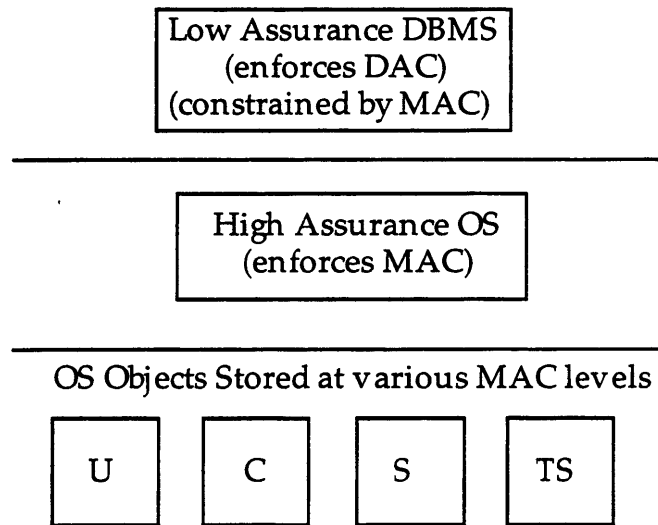 Low Assurance DBMS
(enforces DAC)
(constrained by MAC)
High Assurance OS
(enforces MAC)
OS Objects Stored at various MAC levels
U C S TS